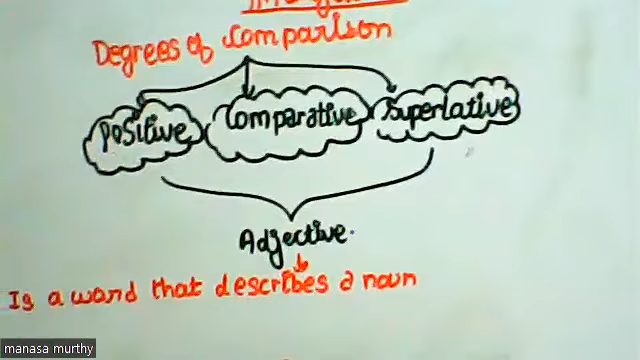 Degrees of comparison
Positive Comparative Superlative
Adjective.
Is a word that describes a noun
manasa murthy